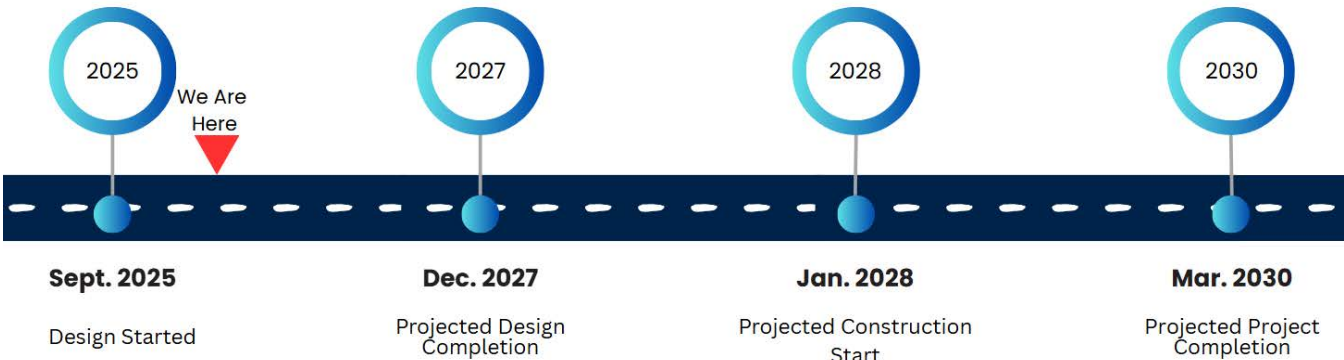 2025
2027
2028
2030
We Are
Here
Sept. 2025
Dec. 2027
Jan. 2028
Mar. 2030
Design Started
Projected Design
Completion
Projected Construction
Start
Projected Project
Completion